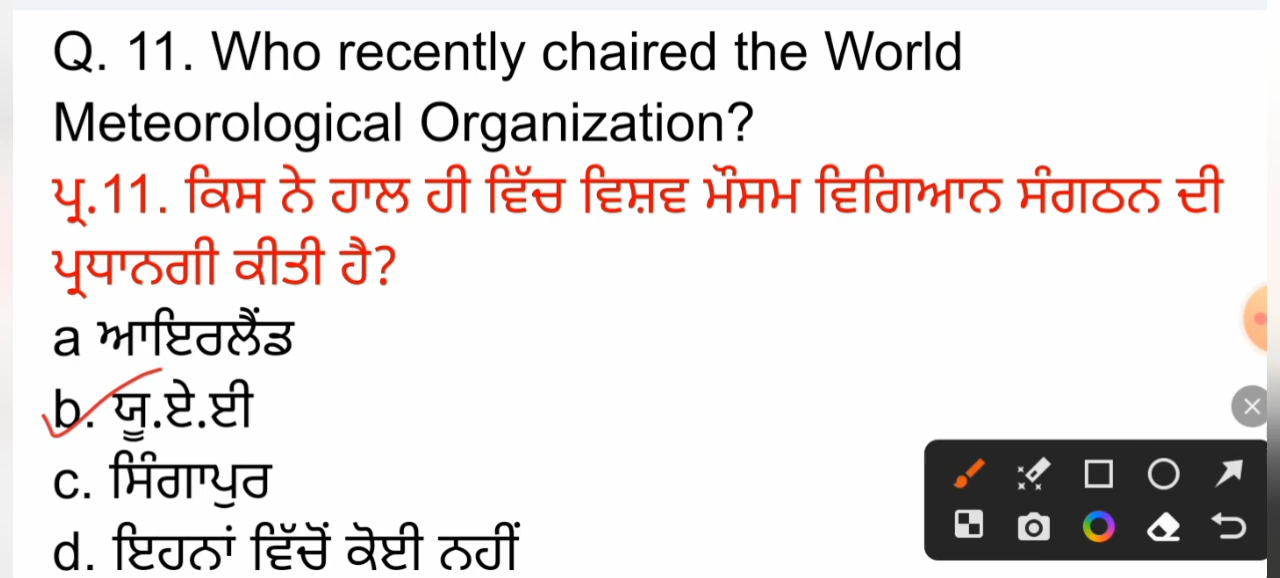 Q. 11. Who recently chaired the World
Meteorological Organization?
ਪ੍ਰ.11. ਕਿਸ ਨੇ ਹਾਲ ਹੀ ਵਿੱਚ ਵਿਸ਼ਵ ਮੌਸਮ ਵਿਗਿਆਨ ਸੰਗਠਨ ਦੀ
ਪ੍ਰਧਾਨਗੀ ਕੀਤੀ ਹੈ?
a ਆਇਰਲੈਂਡ
b. ਯੂ.ਏ.ਈ
c. ਸਿੰਗਾਪੁਰ
d. ਇਹਨਾਂ ਵਿੱਚੋਂ ਕੋਈ ਨਹੀਂ